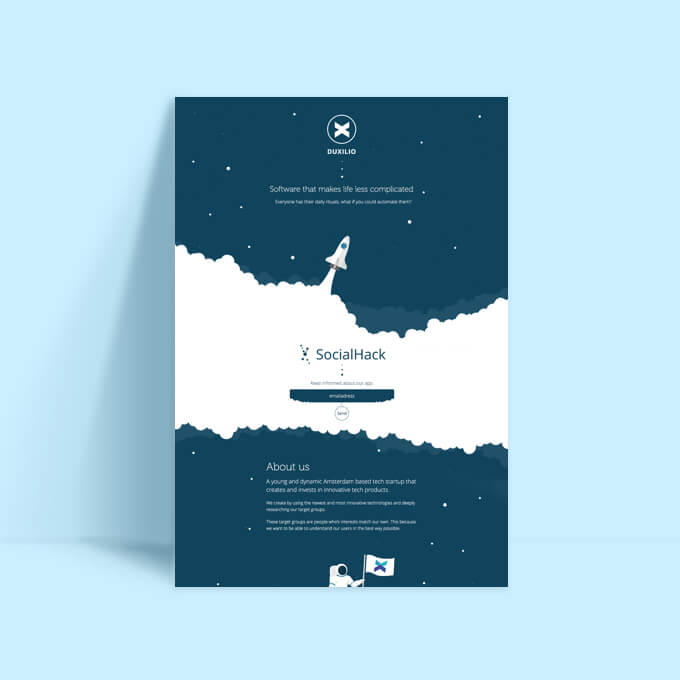 DUXILIO
Software that makes life less complicated
Everyone has their daily rituals, what if you could automate them?
SocialHack
Keep informed about our app
emailadress
Send
About us
A young and dynamic Amsterdam based tech startup that
creates and invests in innovative tech products.
We create by using the newest and most innovative technologies and deeply
researching our target groups.
These target groups are people who's interests match our own. This because
we want to be able to understand our users in the best way possible.